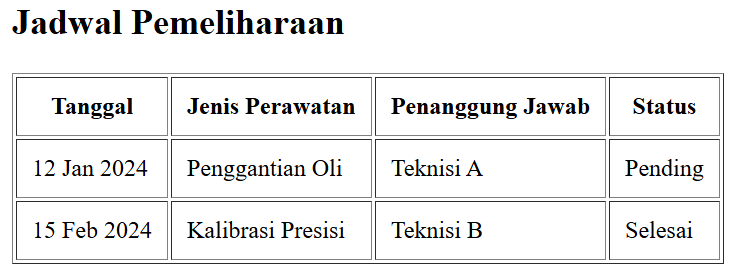 Jadwal Pemeliharaan
Tanggal Jenis Perawatan Penanggung Jawab Status
12 Jan 2024 Penggantian Oli Teknisi A Pending
15 Feb 2024 Kalibrasi Presisi Teknisi B Selesai